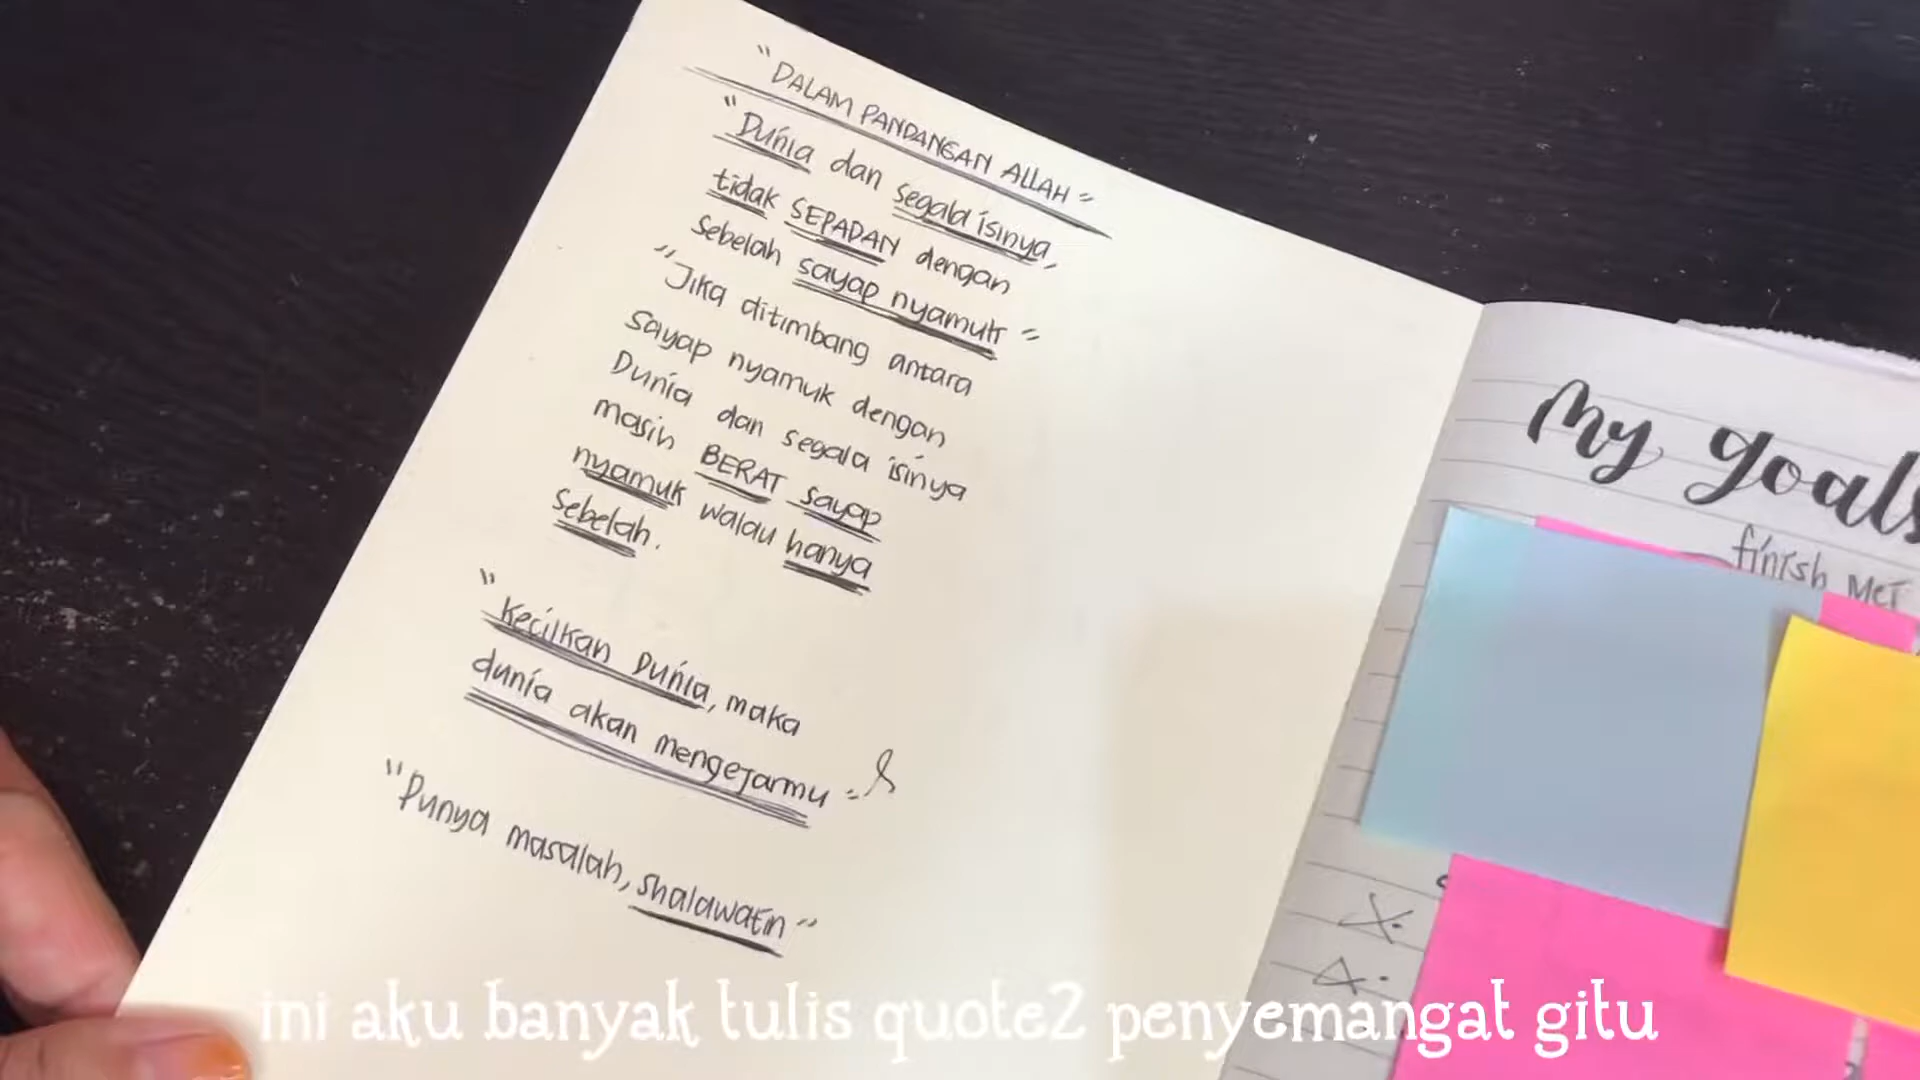 "DALAM PANDANGAN ALLAH"
"Dunia dan segala isinya,
tidak SEPADAN dengan
sebelah sayap nyamuk"
"Jika ditimbang antara
sayap nyamuk dengan
Dunia dan segala isinya
masih BERAT sayap
nyamuk walau hanya
sebelah.
"Kecilkan Dunia, maka
dunia akan mengejarmu"
"Punya masalah, shalawatin"
My goals
finish
ini aku banyak tulis quote2 penyemangat gitu